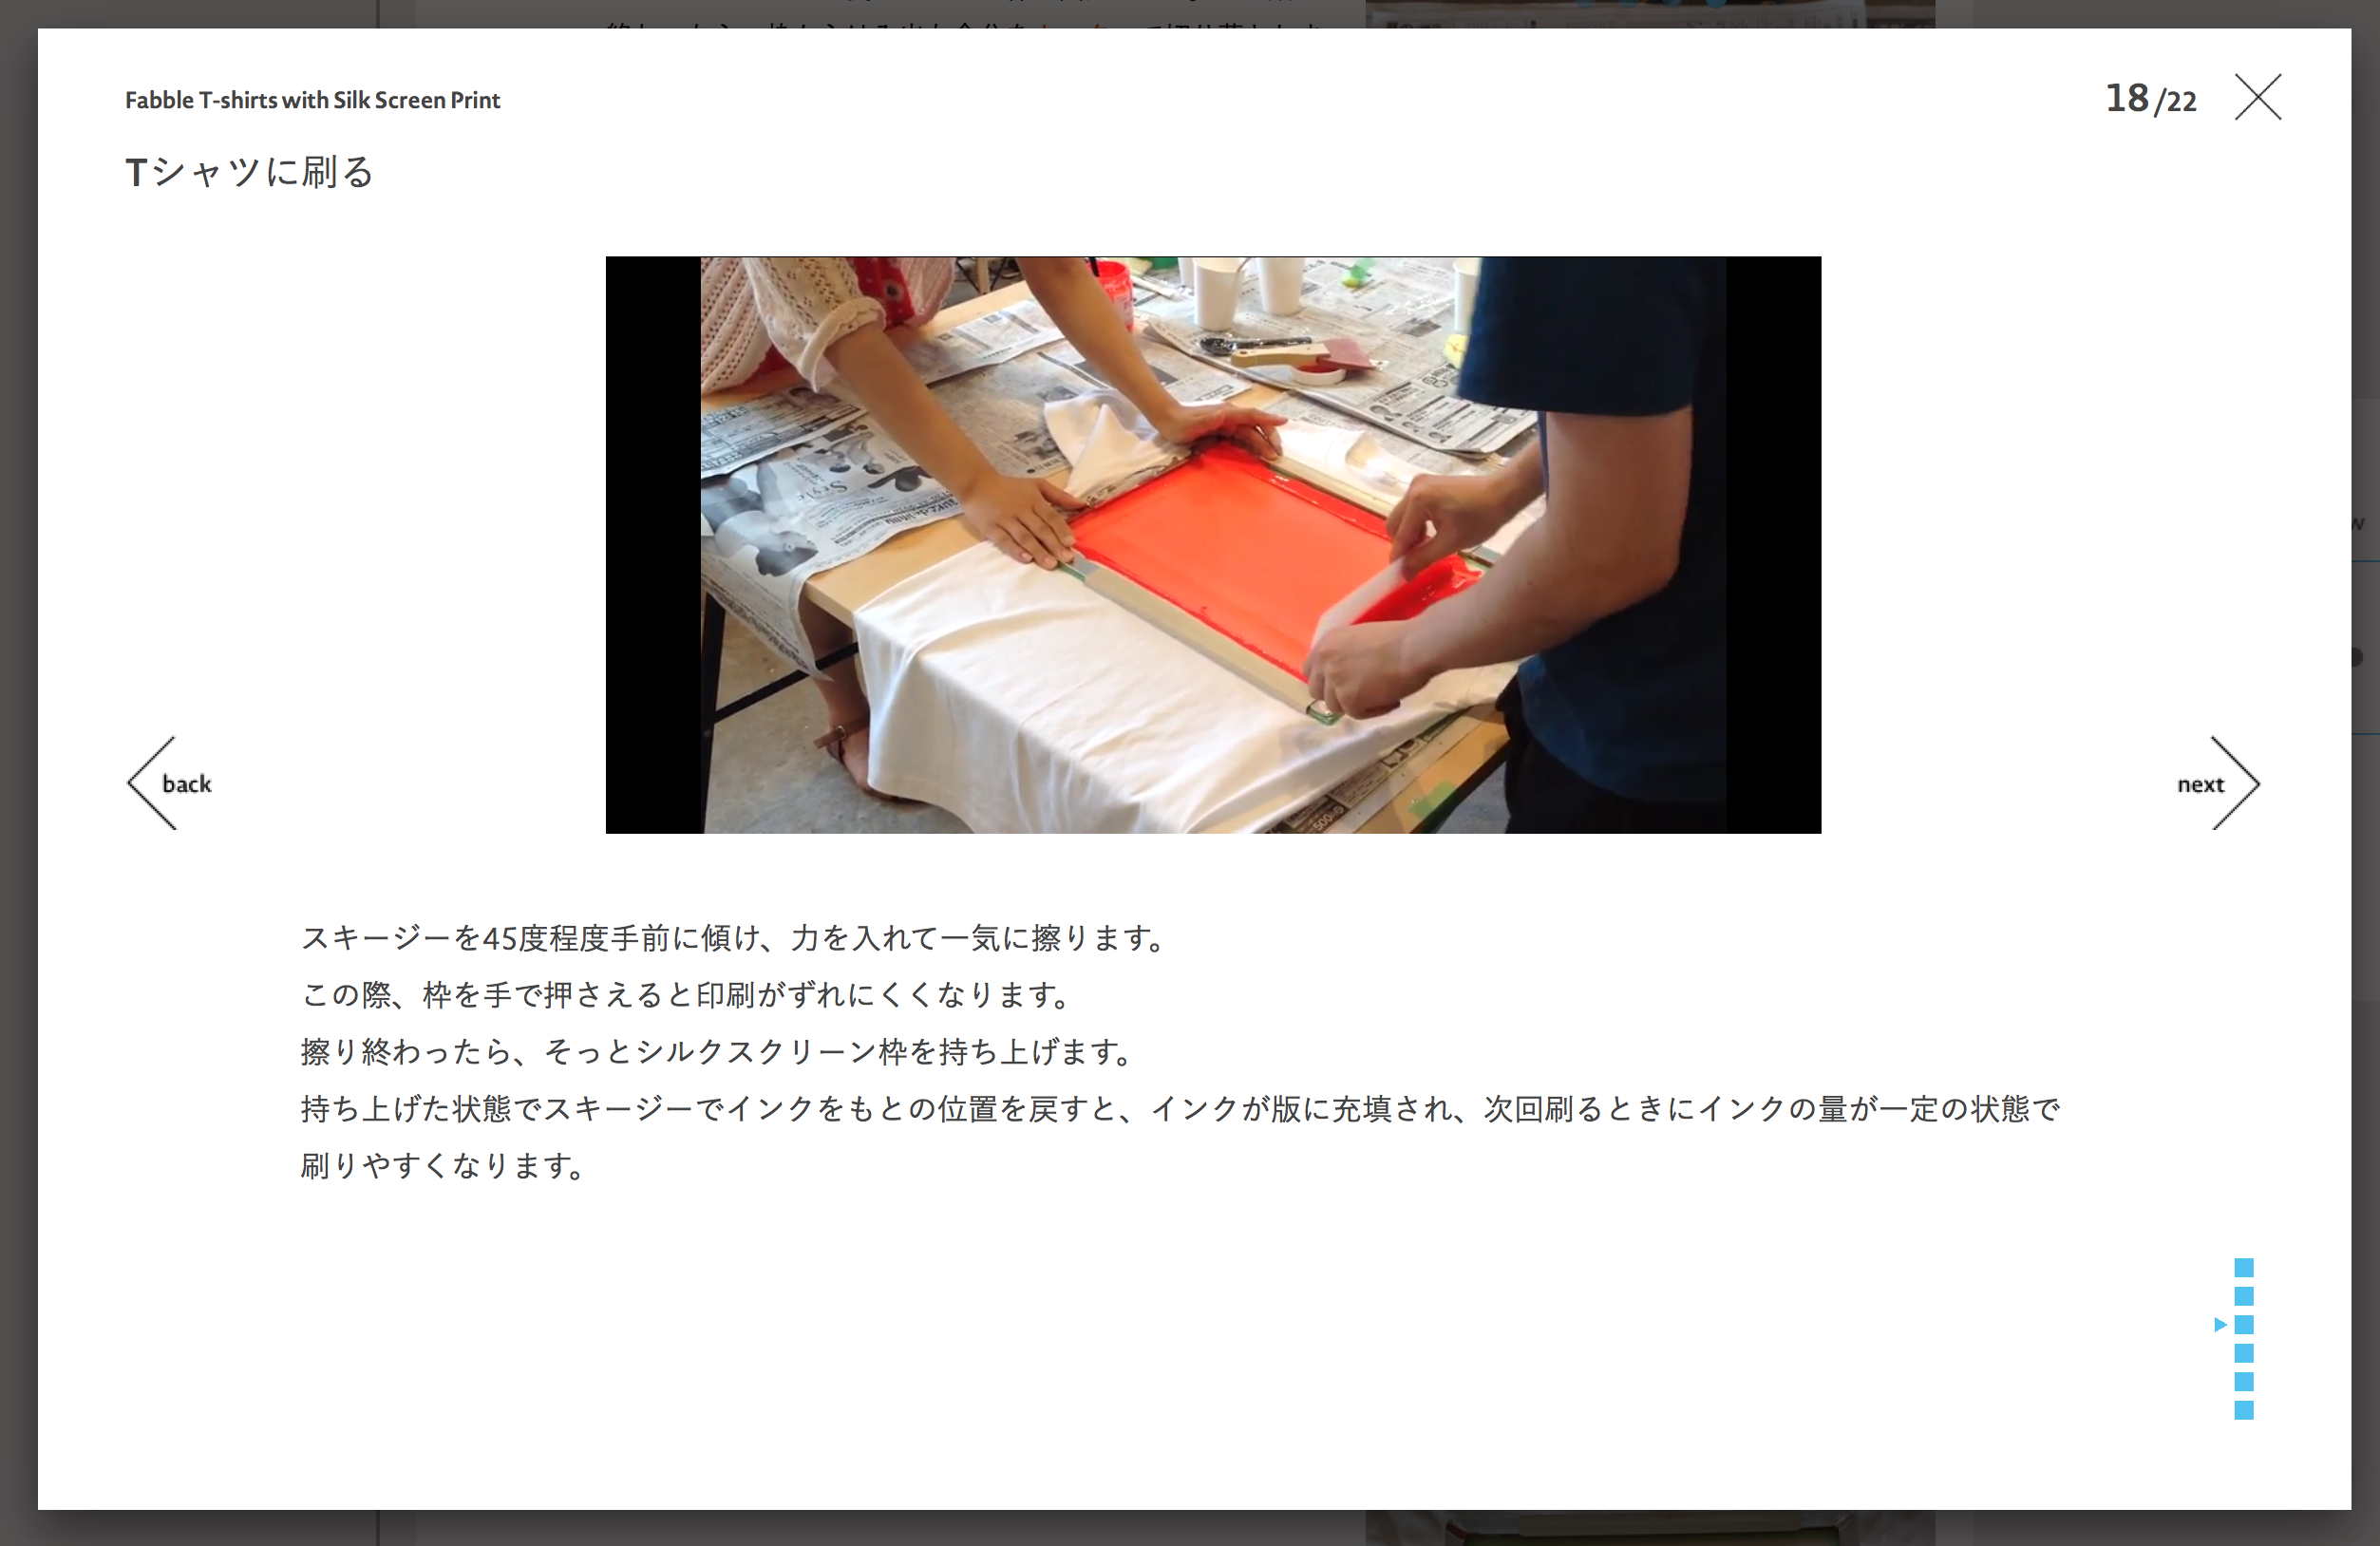 Fabble T-shirts with Silk Screen Print
18/22
Tシャツに刷る
back
next
スキージーを45度程度手前に傾け、力を入れて一気に擦ります。
この際、枠を手で押さえると印刷がずれにくくなります。
擦り終わったら、そっとシルクスクリーン枠を持ち上げます。
持ち上げた状態でスキージーでインクをもとの位置を戻すと、インクが版に充填され、次回刷るときにインクの量が一定の状態で
刷りやすくなります。